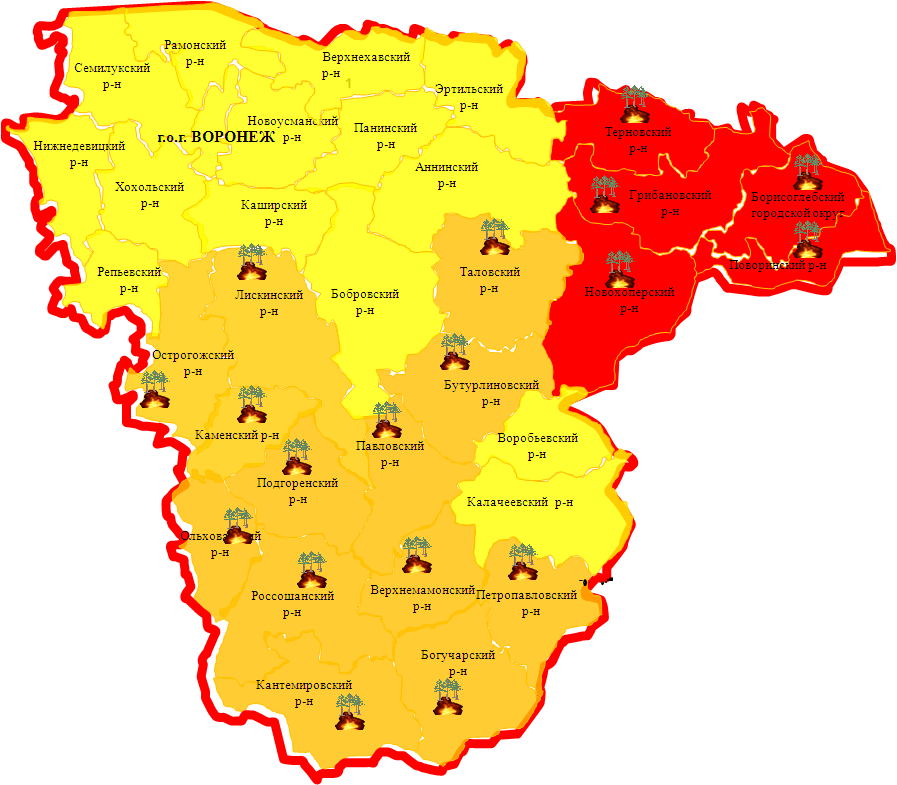 Рамонский
р-н
Семилукский
р-н
Верхнехавский
р-н
1
Эртильский
р-н
Новоусманский
р-н
г.о.г. ВОРОНЕЖ
Панинский
р-н
Терновский
р-н
Нижнедевицкий
р-н
Аннинский
р-н
Хохольский
р-н
Грибановский
р-н
Борисоглебский
городской округ
Каширский
р-н
Поворинский р-н
Репьевский
р-н
Таловский
р-н
Лискинский
р-н
Бобровский
р-н
Новохоперский
р-н
Острогожский
р-н
Бутурлиновский
р-н
Каменский р-н
Павловский
р-н
Воробьевский
р-н
Подгоренский
р-н
Калачеевский р-н
р-н
Россошанский
р-н
Верхнемамонский
р-н
Петропавловский
р-н
Богучарский
р-н
Кантемировский
р-н